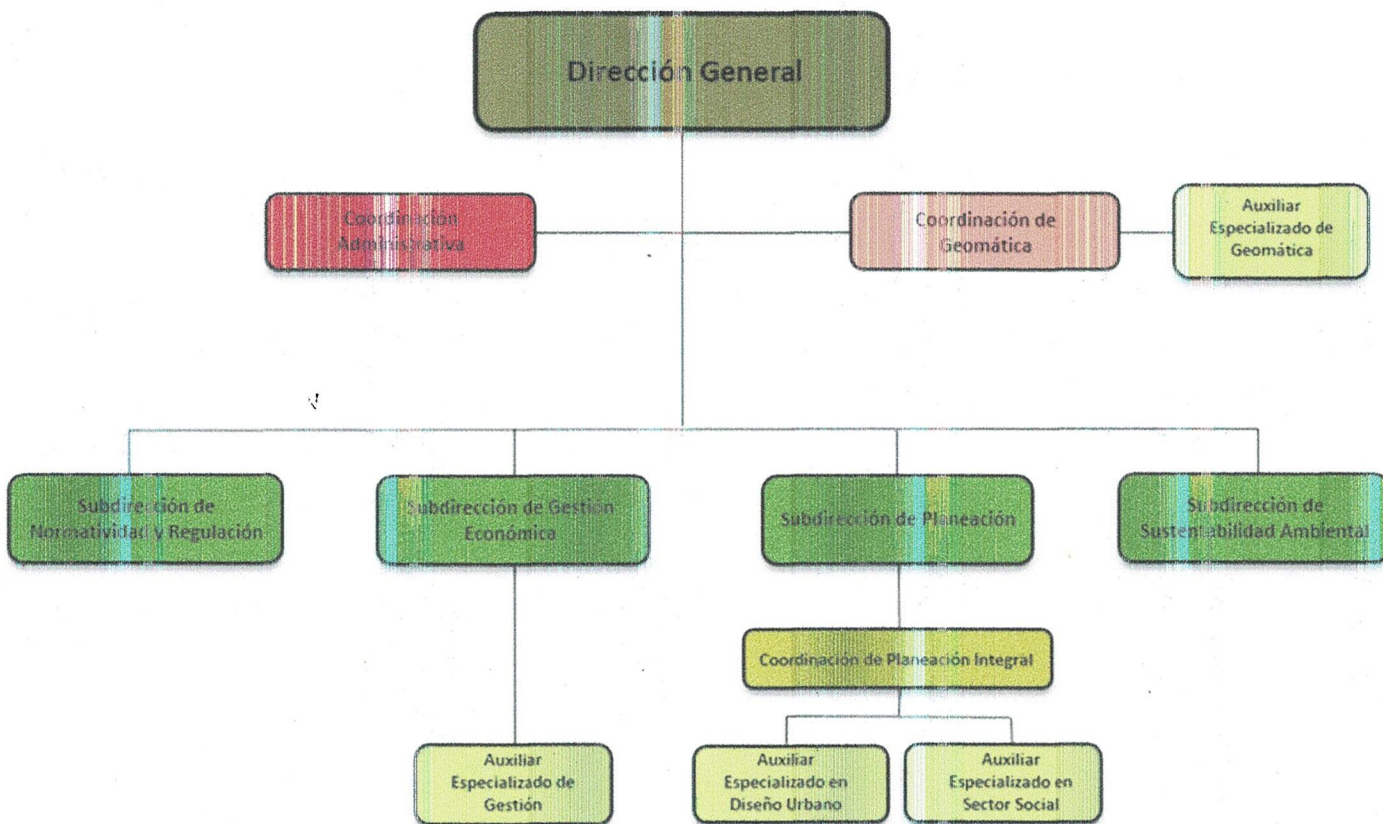 Dirección General
Coordinación
Administrativa
Coordinación de
Geomática
Auxiliar
Especializado de
Geomática
Subdirección de
Normatividad y Regulación
Subdirección de Gestión
Económica
Subdirección de Planeación
Subdirección de
Sustentabilidad Ambiental
Coordinación de Planeación Integral
Auxiliar
Especializado de
Gestión
Auxiliar
Especializado en
Diseño Urbano
Auxiliar
Especializado en
Sector Social